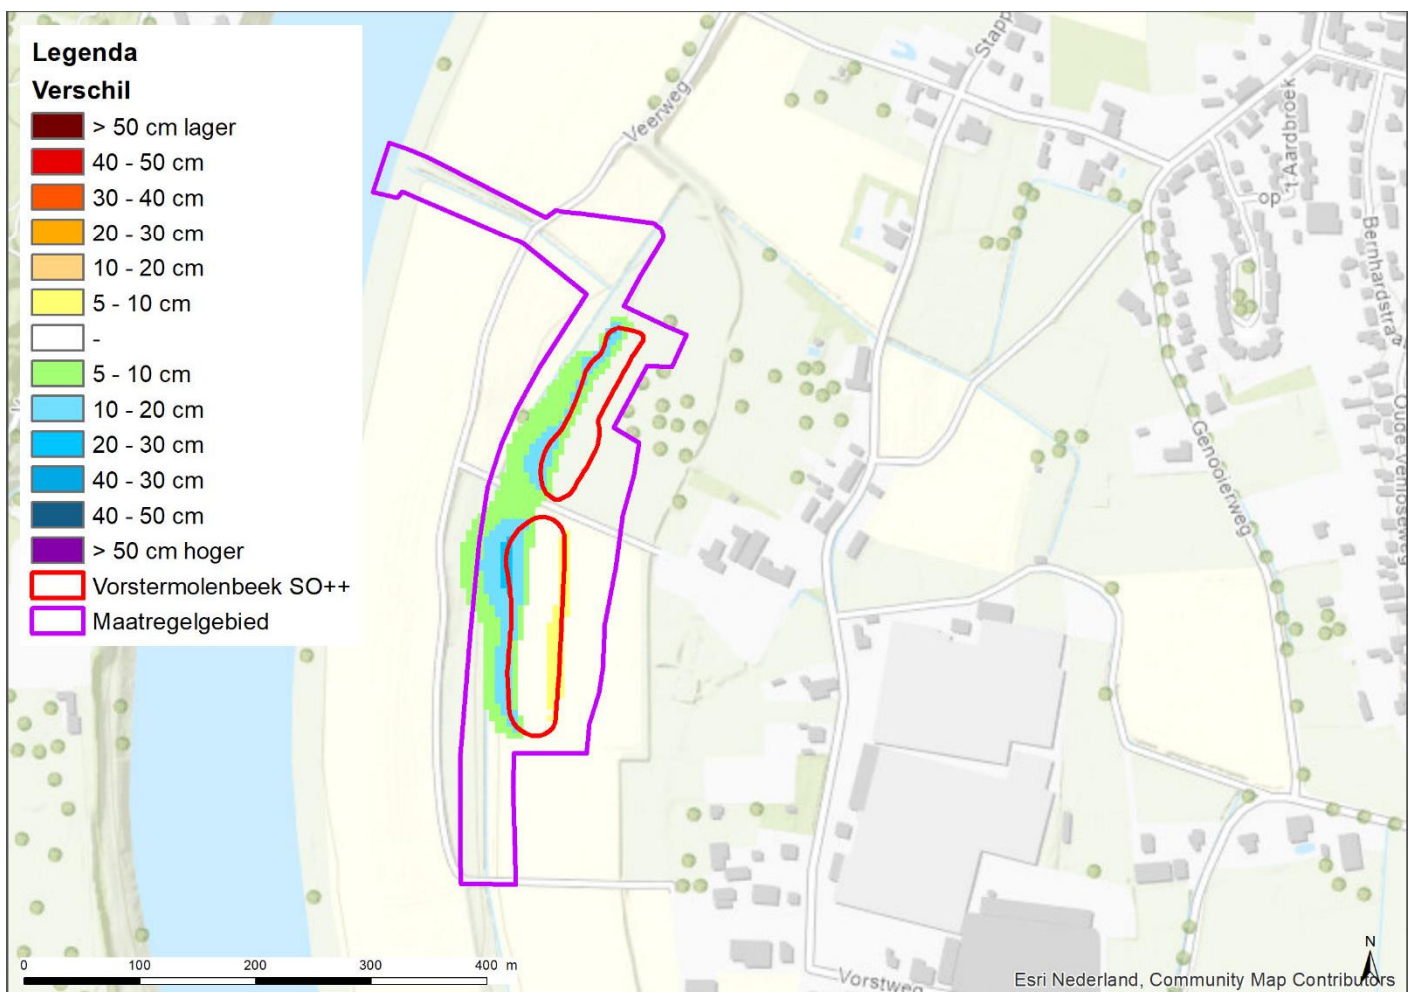 Legenda
Verschil
> 50 cm lager
40 - 50 cm
30 - 40 cm
20 - 30 cm
10 - 20 cm
5 - 10 cm
-
5 - 10 cm
10 - 20 cm
20 - 30 cm
40 - 30 cm
40 - 50 cm
> 50 cm hoger
Vorstermolenbeek SO++
Maatregelgebied
Veerweg
Stapp
op
't Aardbroek
Bernhardstraat
Oude Venloseweg
Genooierweg
Vorstweg
0 100 200 300 400 m
N
Esri Nederland, Community Map Contributors